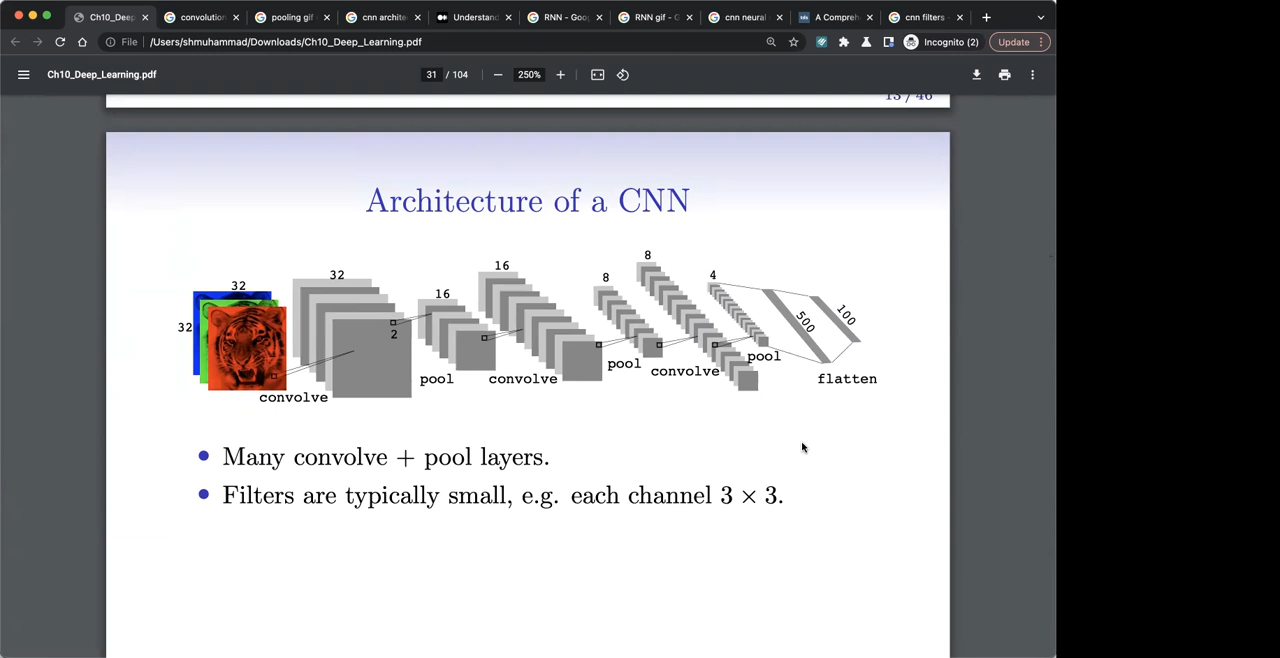 Ch10_Deep
convolution
pooling gif
cnn archite
Understand
RNN - Goo
RNN gif - G
cnn neural
A Compreh
cnn filters -
File
/Users/shmuhammad/Downloads/Ch10_Deep_Learning.pdf
Incognito (2)
Update
Ch10_Deep_Learning.pdf
31 / 104
250%
13 / 46
Architecture of a CNN
32
32
32
2
16
16
8
8
4
500
100
convolve
pool
convolve
pool
convolve
pool
flatten
• Many convolve + pool layers.
• Filters are typically small, e.g. each channel 3 × 3.